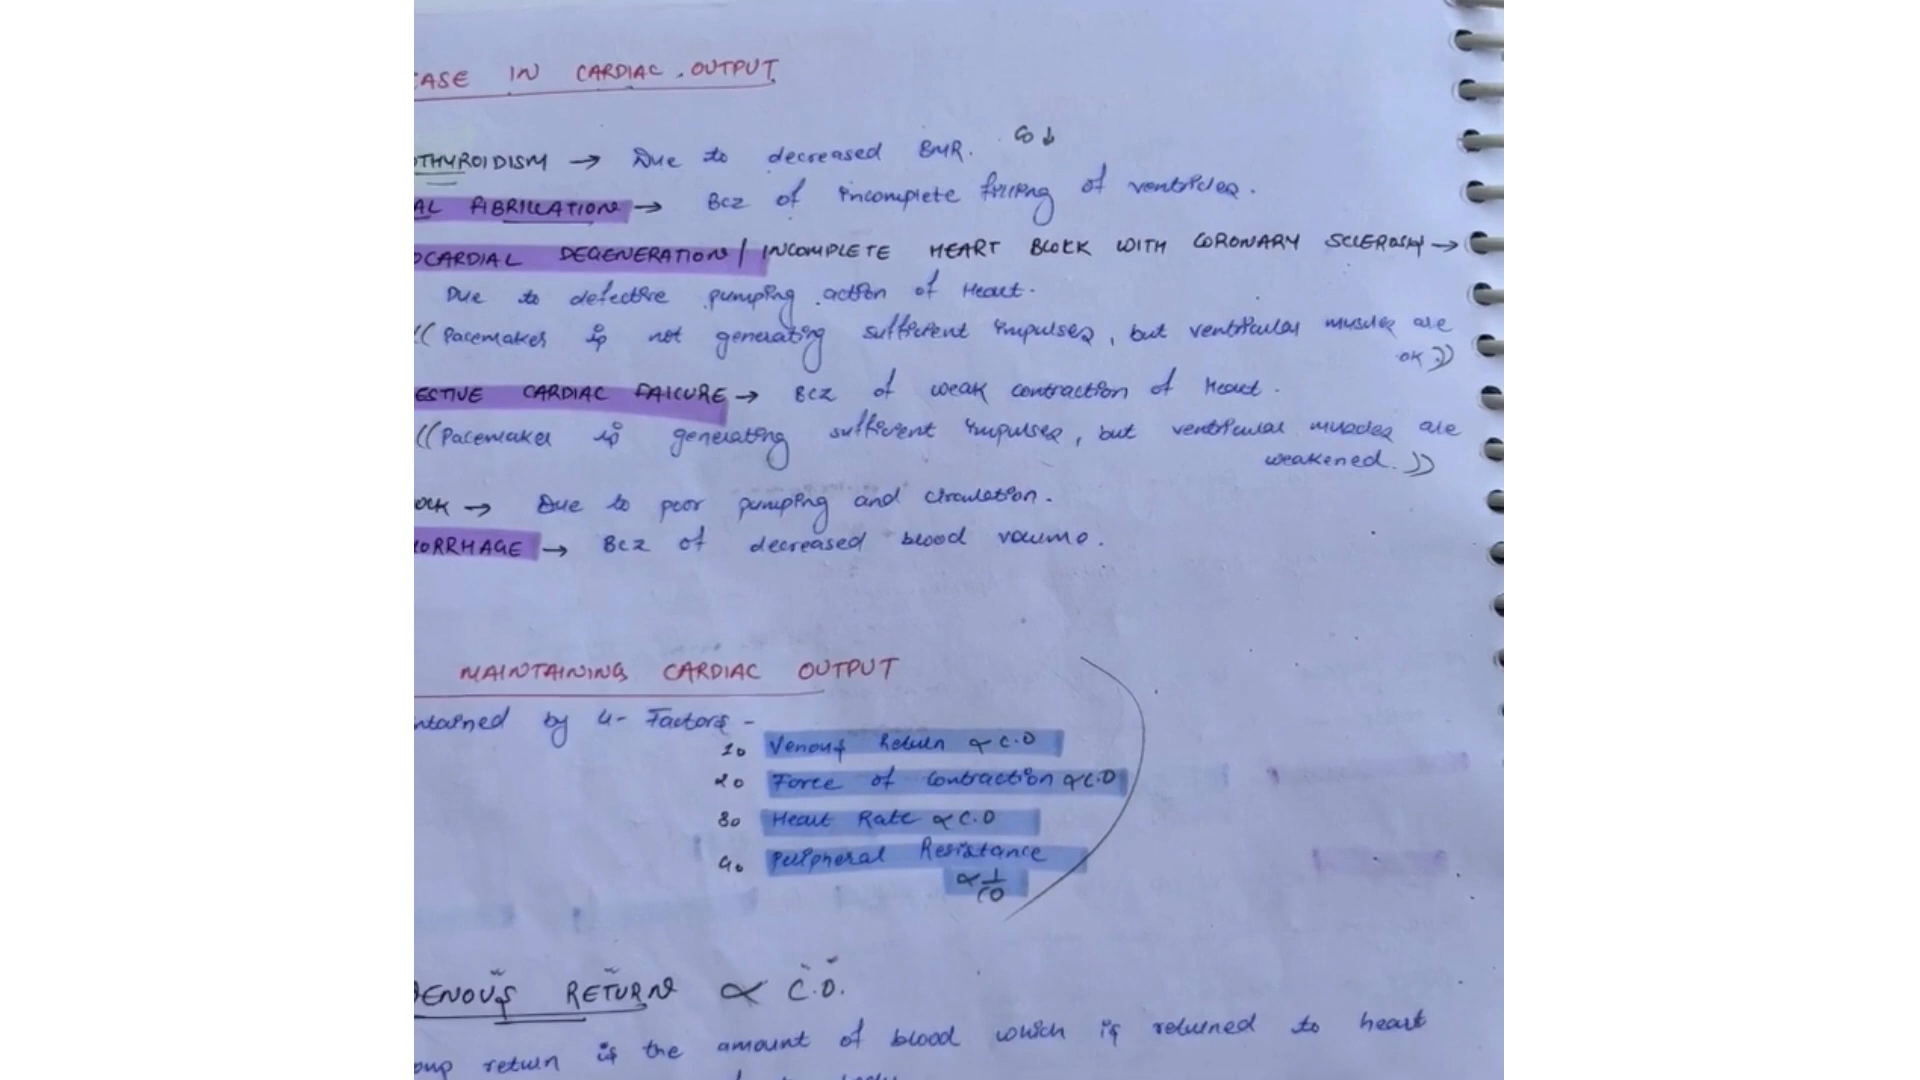 EASE IN CARDIAC OUTPUT
CO ↓
OTHYROIDISM → Due to decreased BMR.
AL FIBRILLATION → Bcz of incomplete filling of ventricles.
OCARDIAL DEGENERATION / INCOMPLETE HEART BLOCK WITH CORONARY SCLEROSIS →
Due to defective pumping action of Heart.
((Pacemaker is not generating sufficient impulses, but ventricular muscles are
ok))
ESTIVE CARDIAC FAILURE → Bcz of weak contraction of Heart.
((Pacemaker is generating sufficient impulses, but ventricular muscles are
weakened.))
OCK → Due to poor pumping and circulation.
MORRHAGE → Bcz of decreased blood volume.
MAINTAINING CARDIAC OUTPUT
ntained by 4- Factors -
1. Venous Return ∝ C.O
2. Force of Contraction ∝ C.O
3. Heart Rate ∝ C.O
4. Peripheral Resistance
∝ 1/CO
VENOUS RETURN ∝ C.O.
ous return is the amount of blood which is returned to heart